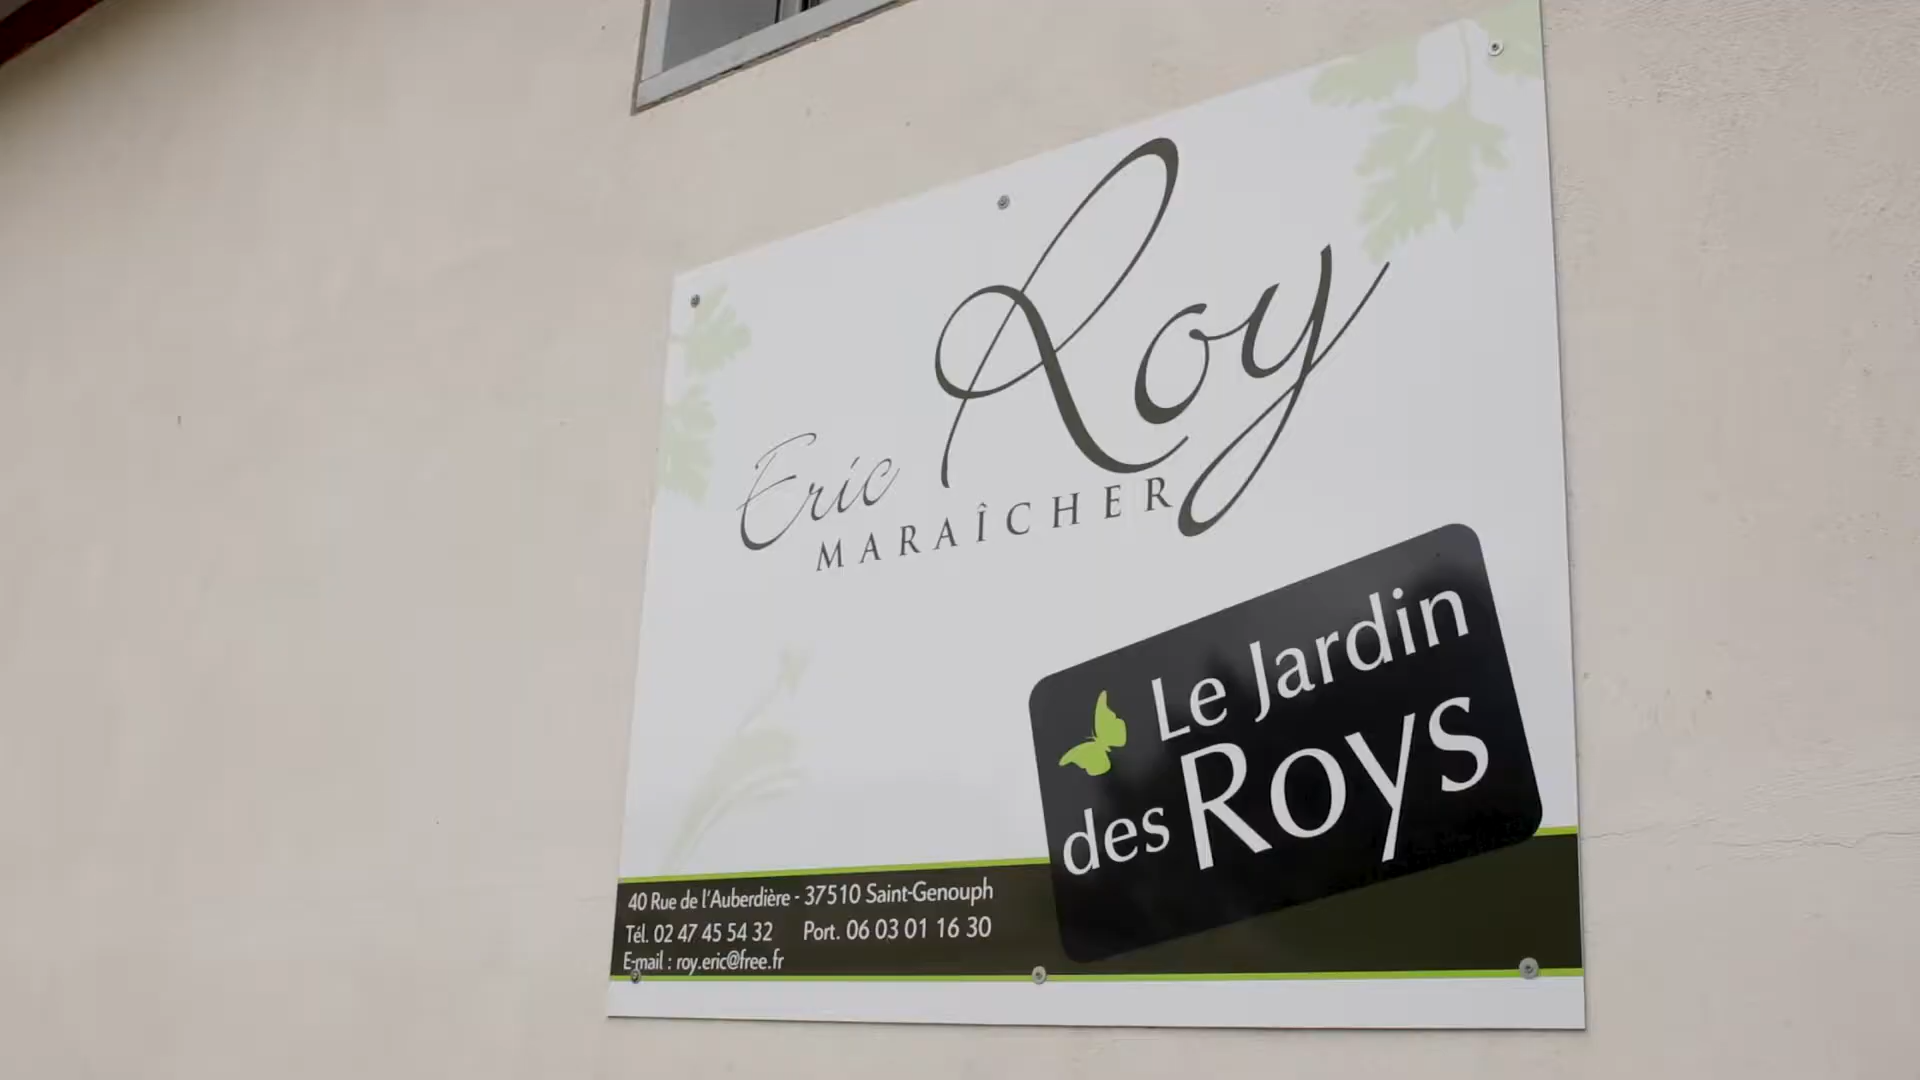 Eric Roy
MARAÎCHER
Le Jardin
des Roys
40 Rue de l'Auberdière - 37510 Saint-Genouph
Tél. 02 47 45 54 32 Port. 06 03 01 16 30
E-mail : roy.eric@free.fr